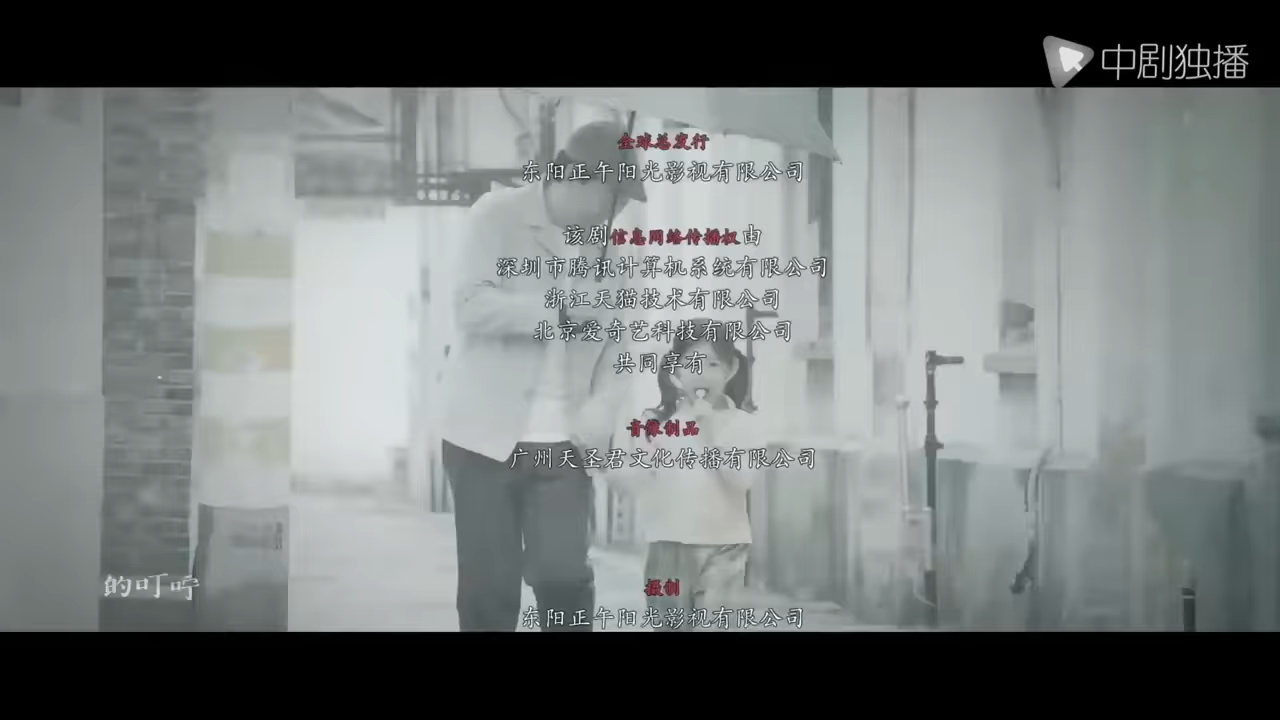 中剧独播
全球总发行
东阳正午阳光影视有限公司
该剧信息网络传播权由
深圳市腾讯计算机系统有限公司
浙江天猫技术有限公司
北京爱奇艺科技有限公司
共同享有
音像制品
广州天圣君文化传播有限公司
的叮咛
摄制
东阳正午阳光影视有限公司